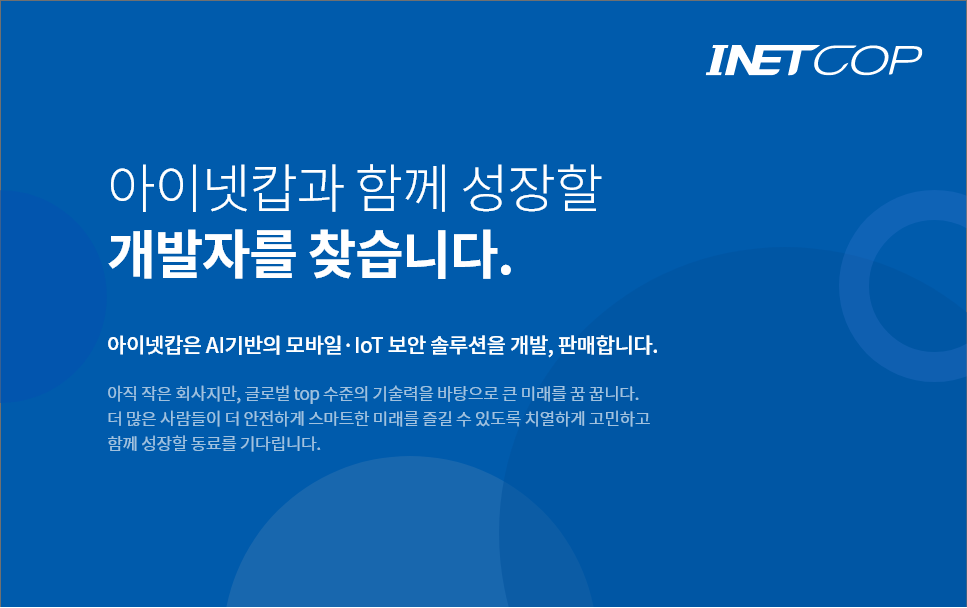 INETCOP
아이넷캅과 함께 성장할
개발자를 찾습니다.
아이넷캅은 AI기반의 모바일·IoT 보안 솔루션을 개발, 판매합니다.
아직 작은 회사지만, 글로벌 top 수준의 기술력을 바탕으로 큰 미래를 꿈 꿉니다.
더 많은 사람들이 더 안전하게 스마트한 미래를 즐길 수 있도록 치열하게 고민하고
함께 성장할 동료를 기다립니다.